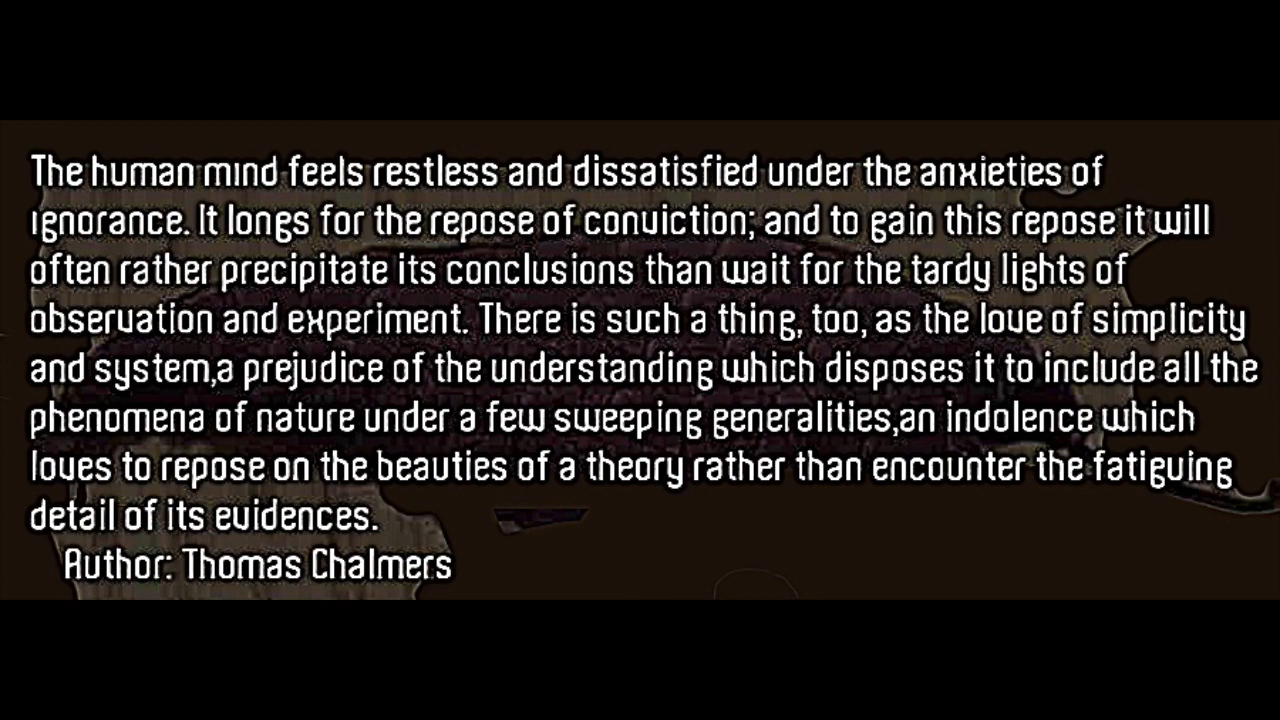 The human mind feels restless and dissatisfied under the anxieties of
ignorance. It longs for the repose of conviction; and to gain this repose it will
often rather precipitate its conclusions than wait for the tardy lights of
observation and experiment. There is such a thing, too, as the love of simplicity
and system,a prejudice of the understanding which disposes it to include all the
phenomena of nature under a few sweeping generalities,an indolence which
loves to repose on the beauties of a theory rather than encounter the fatiguing
detail of its evidences.
Author: Thomas Chalmers